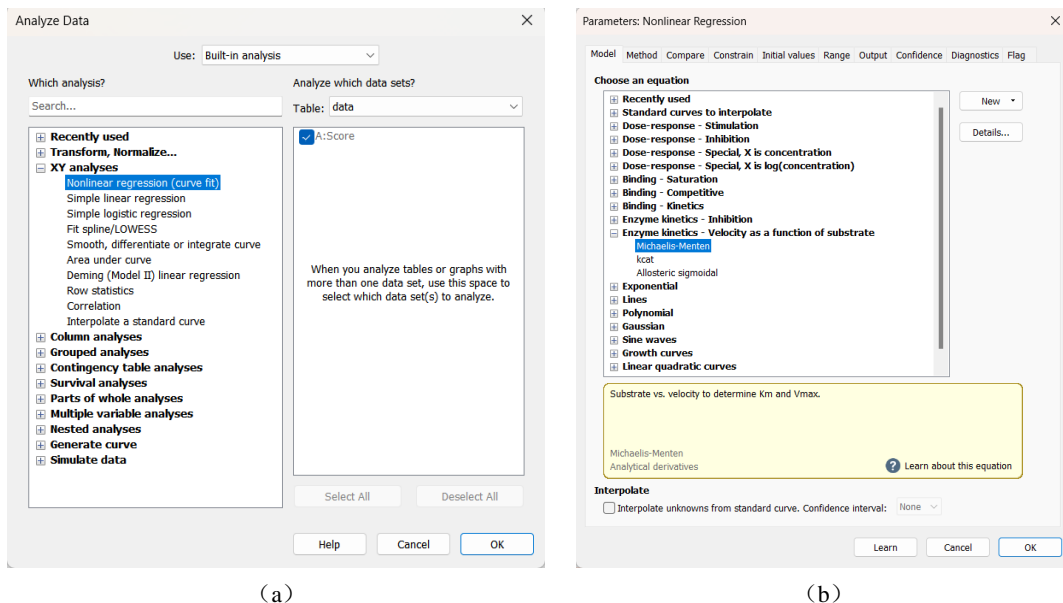 Analyze Data
Use: Built-in analysis
Which analysis?
Search...
Recently used
Transform, Normalize...
XY analyses
Nonlinear regression (curve fit)
Simple linear regression
Simple logistic regression
Fit spline/LOWESS
Smooth, differentiate or integrate curve
Area under curve
Deming (Model II) linear regression
Row statistics
Correlation
Interpolate a standard curve
Column analyses
Grouped analyses
Contingency table analyses
Survival analyses
Parts of whole analyses
Multiple variable analyses
Nested analyses
Generate curve
Simulate data
Analyze which data sets?
Table: data
A:Score
When you analyze tables or graphs with
more than one data set, use this space to
select which data set(s) to analyze.
Select All
Deselect All
Help
Cancel
OK
（a）
Parameters: Nonlinear Regression
Model Method Compare Constrain Initial values Range Output Confidence Diagnostics Flag
Choose an equation
Recently used
Standard curves to interpolate
Dose-response - Stimulation
Dose-response - Inhibition
Dose-response - Special, X is concentration
Dose-response - Special, X is log(concentration)
Binding - Saturation
Binding - Competitive
Binding - Kinetics
Enzyme kinetics - Inhibition
Enzyme kinetics - Velocity as a function of substrate
Michaelis-Menten
kcat
Allosteric sigmoidal
Exponential
Lines
Polynomial
Gaussian
Sine waves
Growth curves
Linear quadratic curves
New
Details...
Substrate vs. velocity to determine Km and Vmax.
Michaelis-Menten
Analytical derivatives
? Learn about this equation
Interpolate
Interpolate unknowns from standard curve. Confidence interval: None
Learn
Cancel
OK
（b）